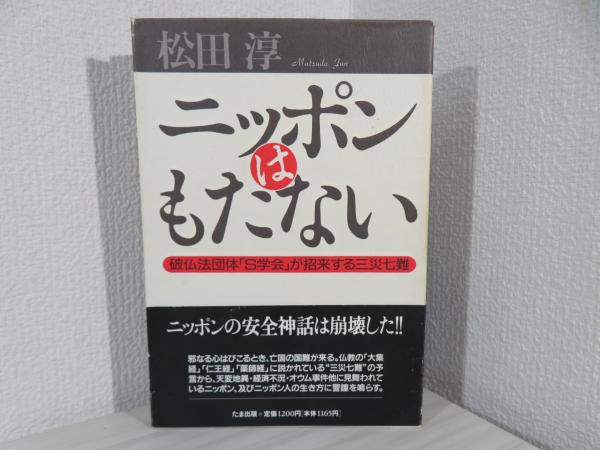 松田 淳
Matsuda Jun
ニッポン
は
もたない
破仏法団体「S学会」が招来する三災七難
ニッポンの安全神話は崩壊した!!
邪なる心はびこるとき、亡国の国難が来る。仏教の「大集
経」「仁王経」「薬師経」に説かれている“三災七難”の予
言から、天変地異・経済不況・オウム事件他に見舞われて
いるニッポン、及びニッポン人の生き方に警鐘を鳴らす。
たま出版●定価1200円[本体1165円]